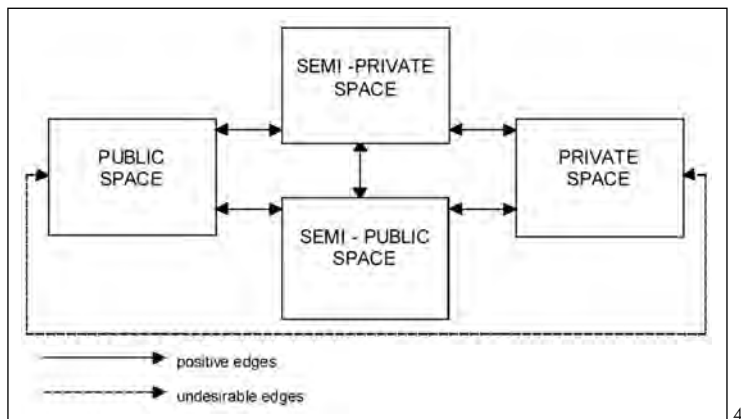 SEMI -PRIVATE
SPACE
PUBLIC
SPACE
PRIVATE
SPACE
SEMI - PUBLIC
SPACE
positive edges
undesirable edges
4